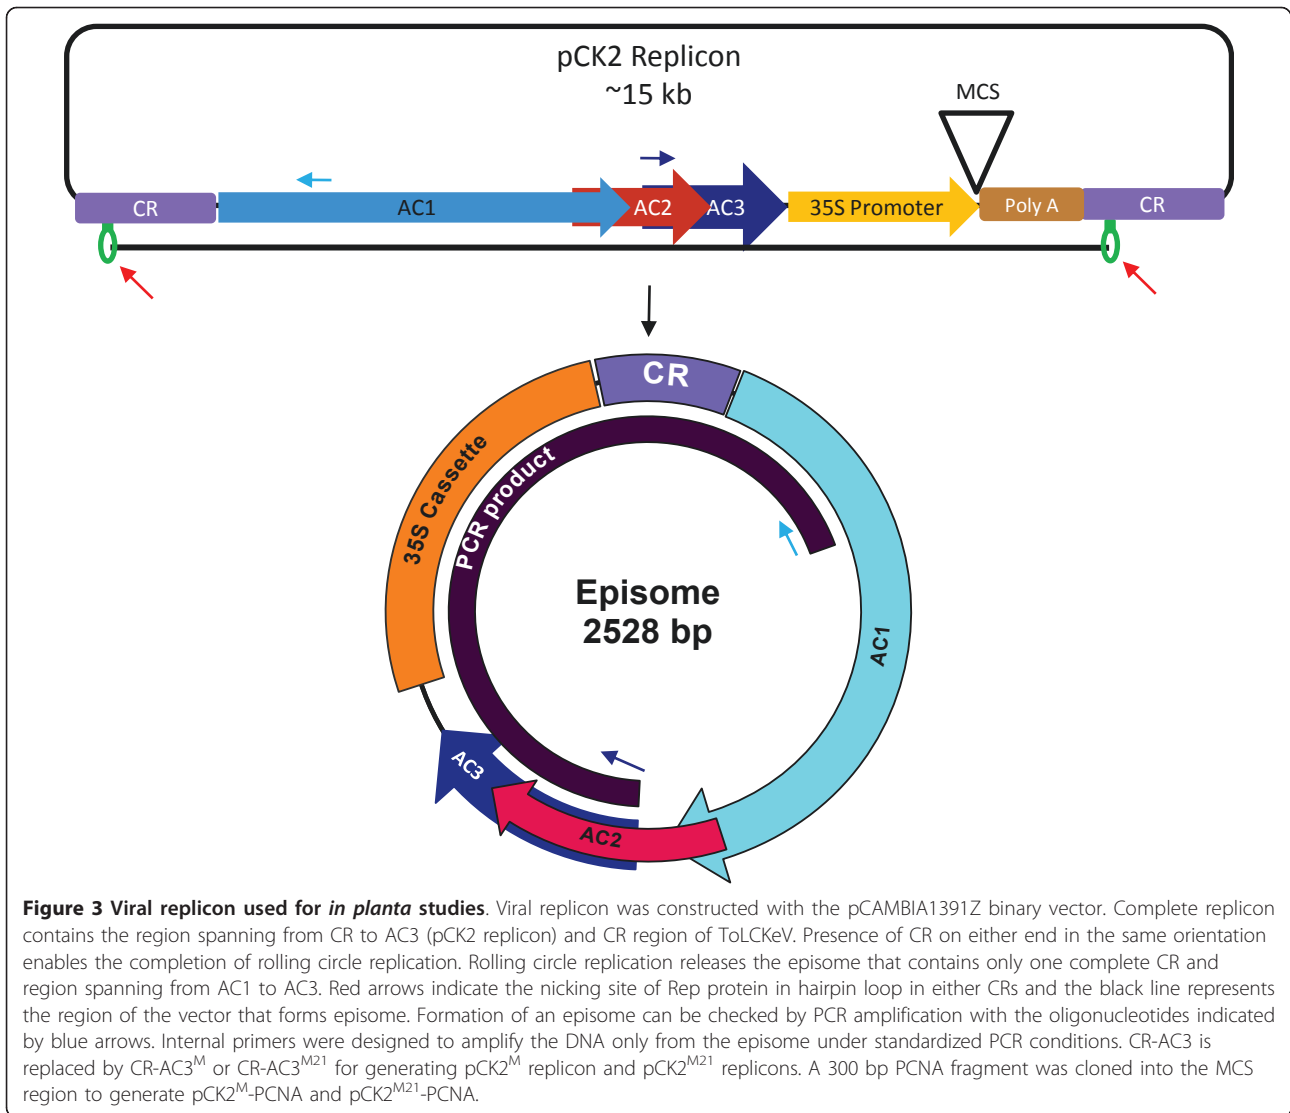 pCK2 Replicon
~15 kb
MCS
CR
AC1
AC2
AC3
35S Promoter
Poly A
CR
CR
35S Cassette
PCR product
AC1
Episome
2528 bp
AC3
AC2
Figure 3 Viral replicon used for in planta studies. Viral replicon was constructed with the pCAMBIA1391Z binary vector. Complete replicon
contains the region spanning from CR to AC3 (pCK2 replicon) and CR region of ToLCKeV. Presence of CR on either end in the same orientation
enables the completion of rolling circle replication. Rolling circle replication releases the episome that contains only one complete CR and
region spanning from AC1 to AC3. Red arrows indicate the nicking site of Rep protein in hairpin loop in either CRs and the black line represents
the region of the vector that forms episome. Formation of an episome can be checked by PCR amplification with the oligonucleotides indicated
by blue arrows. Internal primers were designed to amplify the DNA only from the episome under standardized PCR conditions. CR-AC3 is
replaced by CR-AC3ᴹ or CR-AC3ᴹ²¹ for generating pCK2ᴹ replicon and pCK2ᴹ²¹ replicons. A 300 bp PCNA fragment was cloned into the MCS
region to generate pCK2ᴹ-PCNA and pCK2ᴹ²¹-PCNA.